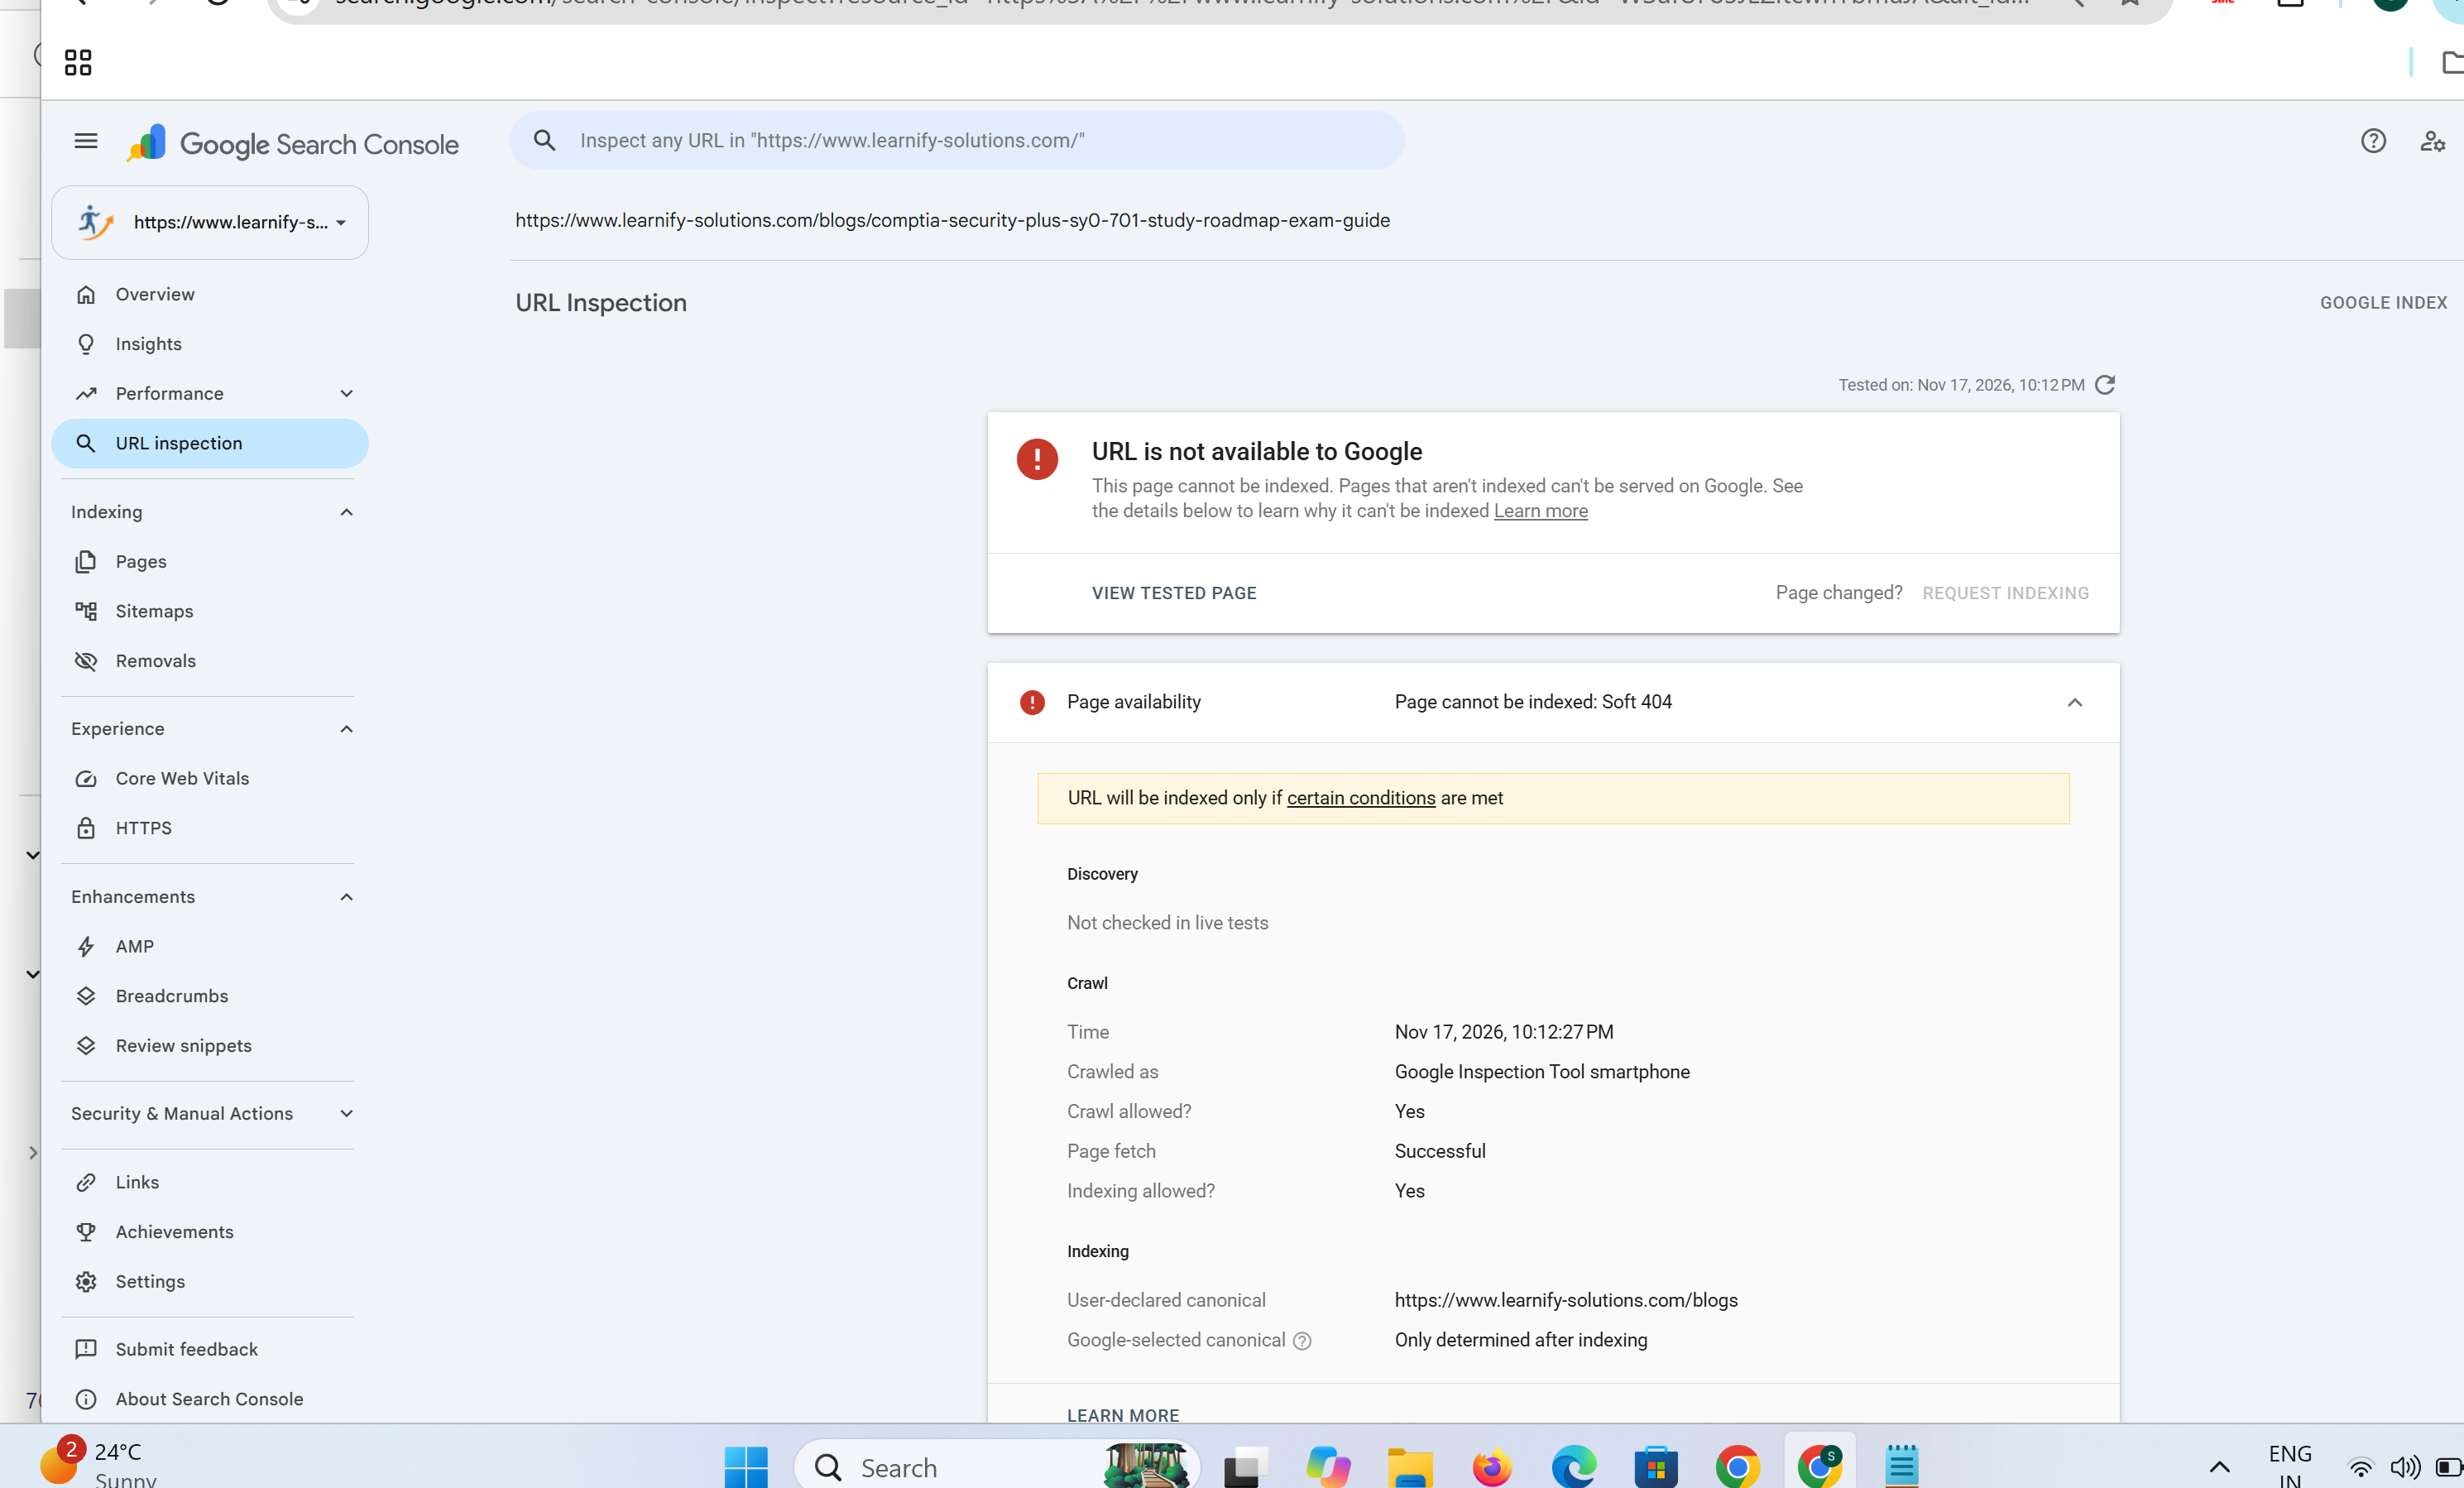 Google Search Console
Inspect any URL in "https://www.learnify-solutions.com/"
https://www.learnify-s...
https://www.learnify-solutions.com/blogs/comptia-security-plus-sy0-701-study-roadmap-exam-guide
Overview
Insights
Performance
URL inspection
Indexing
Pages
Sitemaps
Removals
Experience
Core Web Vitals
HTTPS
Enhancements
AMP
Breadcrumbs
Review snippets
Security & Manual Actions
Links
Achievements
Settings
Submit feedback
About Search Console
URL Inspection
GOOGLE INDEX
Tested on: Nov 17, 2026, 10:12 PM
URL is not available to Google
This page cannot be indexed. Pages that aren't indexed can't be served on Google. See
the details below to learn why it can't be indexed Learn more
VIEW TESTED PAGE
Page changed? REQUEST INDEXING
Page availability Page cannot be indexed: Soft 404
URL will be indexed only if certain conditions are met
Discovery
Not checked in live tests
Crawl
Time Nov 17, 2026, 10:12:27 PM
Crawled as Google Inspection Tool smartphone
Crawl allowed? Yes
Page fetch Successful
Indexing allowed? Yes
Indexing
User-declared canonical https://www.learnify-solutions.com/blogs
Google-selected canonical Only determined after indexing
LEARN MORE
2
24°C
Sunny
Search
S
ENG
IN